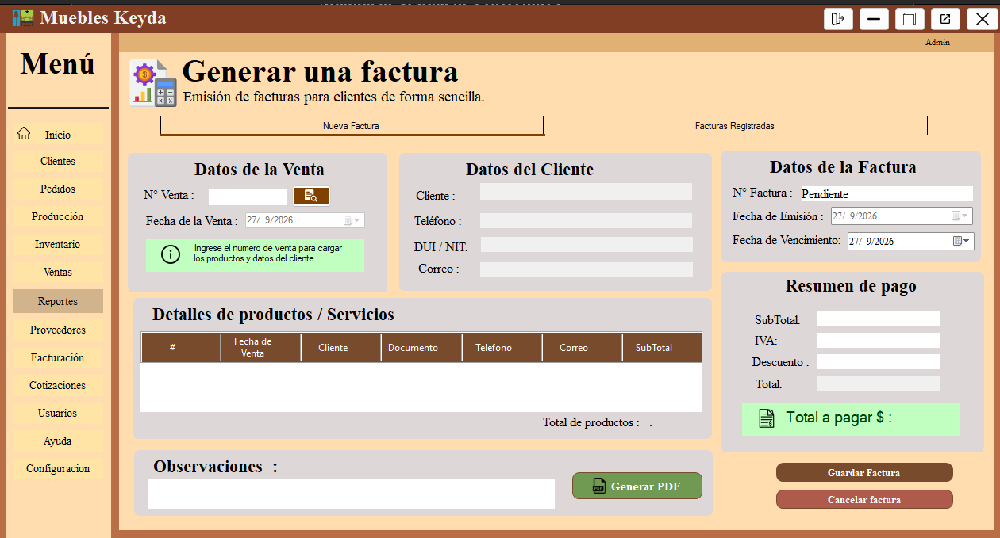 Muebles Keyda
Admin
Menú
Inicio
Clientes
Pedidos
Producción
Inventario
Ventas
Reportes
Proveedores
Facturación
Cotizaciones
Usuarios
Ayuda
Configuracion
Generar una factura
Emisión de facturas para clientes de forma sencilla.
Nueva Factura
Facturas Registradas
Datos de la Venta
N° Venta :
Fecha de la Venta : 27/ 9/2026
Ingrese el numero de venta para cargar
los productos y datos del cliente.
Datos del Cliente
Cliente :
Teléfono :
DUI / NIT:
Correo :
Datos de la Factura
N° Factura : Pendiente
Fecha de Emisión : 27/ 9/2026
Fecha de Vencimiento: 27/ 9/2026
Detalles de productos / Servicios
# Fecha de Venta Cliente Documento Telefono Correo SubTotal
Total de productos : .
Resumen de pago
SubTotal:
IVA:
Descuento :
Total:
Total a pagar $ :
Observaciones :
Generar PDF
Guardar Factura
Cancelar factura